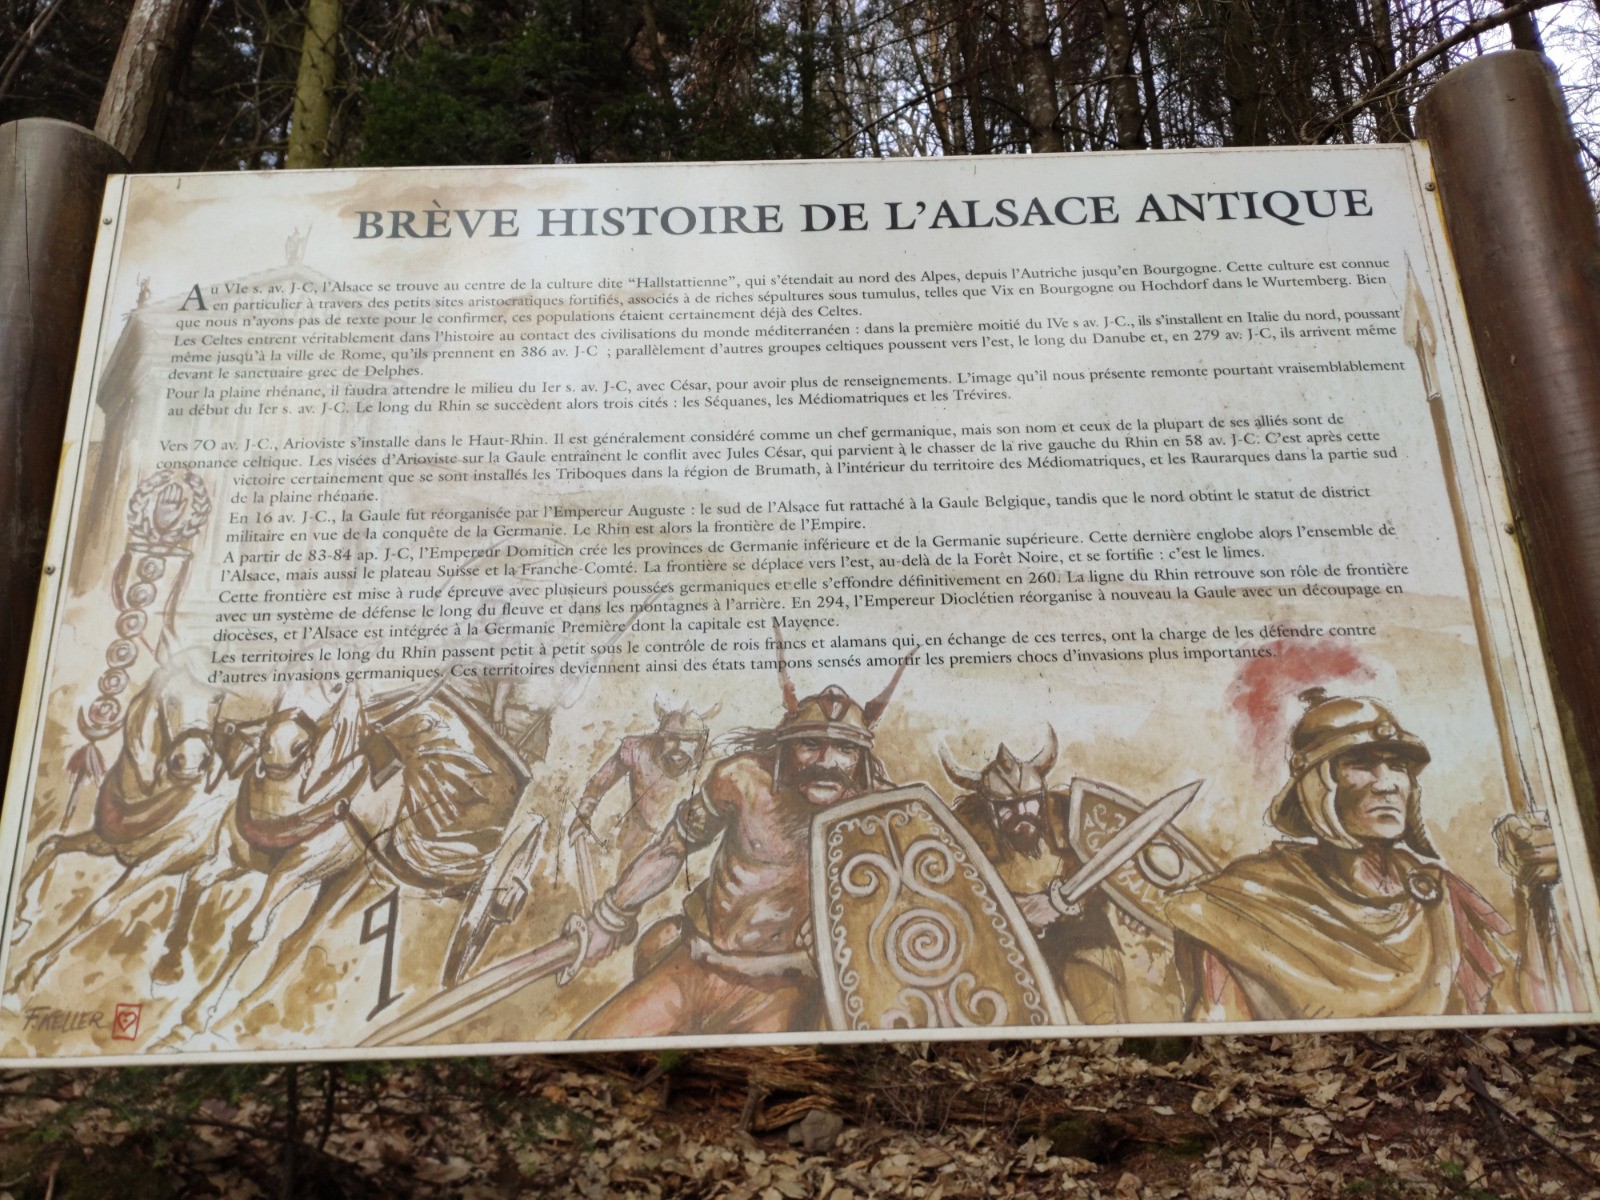 BRÈVE HISTOIRE DE L'ALSACE ANTIQUE
Au VIe s. av. J-C, l'Alsace se trouve au centre de la culture dite "Hallstattienne", qui s'étendait au nord des Alpes, depuis l'Autriche jusqu'en Bourgogne. Cette culture est connue
en particulier à travers des petits sites aristocratiques fortifiés, associés à de riches sépultures sous tumulus, telles que Vix en Bourgogne ou Hochdorf dans le Wurtemberg. Bien
que nous n'ayons pas de texte pour le confirmer, ces populations étaient certainement déjà des Celtes.
Les Celtes entrent véritablement dans l'histoire au contact des civilisations du monde méditerranéen : dans la première moitié du IVe s av. J-C., ils s'installent en Italie du nord, poussant
même jusqu'à la ville de Rome, qu'ils prennent en 386 av. J-C ; parallèlement d'autres groupes celtiques poussent vers l'est, le long du Danube et, en 279 av. J-C, ils arrivent même
devant le sanctuaire grec de Delphes.
Pour la plaine rhénane, il faudra attendre le milieu du Ier s. av. J-C, avec César, pour avoir plus de renseignements. L'image qu'il nous présente remonte pourtant vraisemblablement
au début du Ier s. av. J-C. Le long du Rhin se succèdent alors trois cités : les Séquanes, les Médiomatriques et les Trévires.
Vers 70 av. J-C., Arioviste s'installe dans le Haut-Rhin. Il est généralement considéré comme un chef germanique, mais son nom et ceux de la plupart de ses alliés sont de
consonance celtique. Les visées d'Arioviste sur la Gaule entraînent le conflit avec Jules César, qui parvient à le chasser de la rive gauche du Rhin en 58 av. J-C. C'est après cette
victoire certainement que se sont installés les Triboques dans la région de Brumath, à l'intérieur du territoire des Médiomatriques, et les Raurarques dans la partie sud
de la plaine rhénane.
En 16 av. J-C., la Gaule fut réorganisée par l'Empereur Auguste : le sud de l'Alsace fut rattaché à la Gaule Belgique, tandis que le nord obtint le statut de district
militaire en vue de la conquête de la Germanie. Le Rhin est alors la frontière de l'Empire.
A partir de 83-84 ap. J-C, l'Empereur Domitien crée les provinces de Germanie inférieure et de la Germanie supérieure. Cette dernière englobe alors l'ensemble de
l'Alsace, mais aussi le plateau Suisse et la Franche-Comté. La frontière se déplace vers l'est, au-delà de la Forêt Noire, et se fortifie : c'est le limes.
Cette frontière est mise à rude épreuve avec plusieurs poussées germaniques et elle s'effondre définitivement en 260. La ligne du Rhin retrouve son rôle de frontière
avec un système de défense le long du fleuve et dans les montagnes à l'arrière. En 294, l'Empereur Dioclétien réorganise à nouveau la Gaule avec un découpage en
diocèses, et l'Alsace est intégrée à la Germanie Première dont la capitale est Mayence.
Les territoires le long du Rhin passent petit à petit sous le contrôle de rois francs et alamans qui, en échange de ces terres, ont la charge de les défendre contre
d'autres invasions germaniques. Ces territoires deviennent ainsi des états tampons sensés amortir les premiers chocs d'invasions plus importantes.
9
F. KELLER